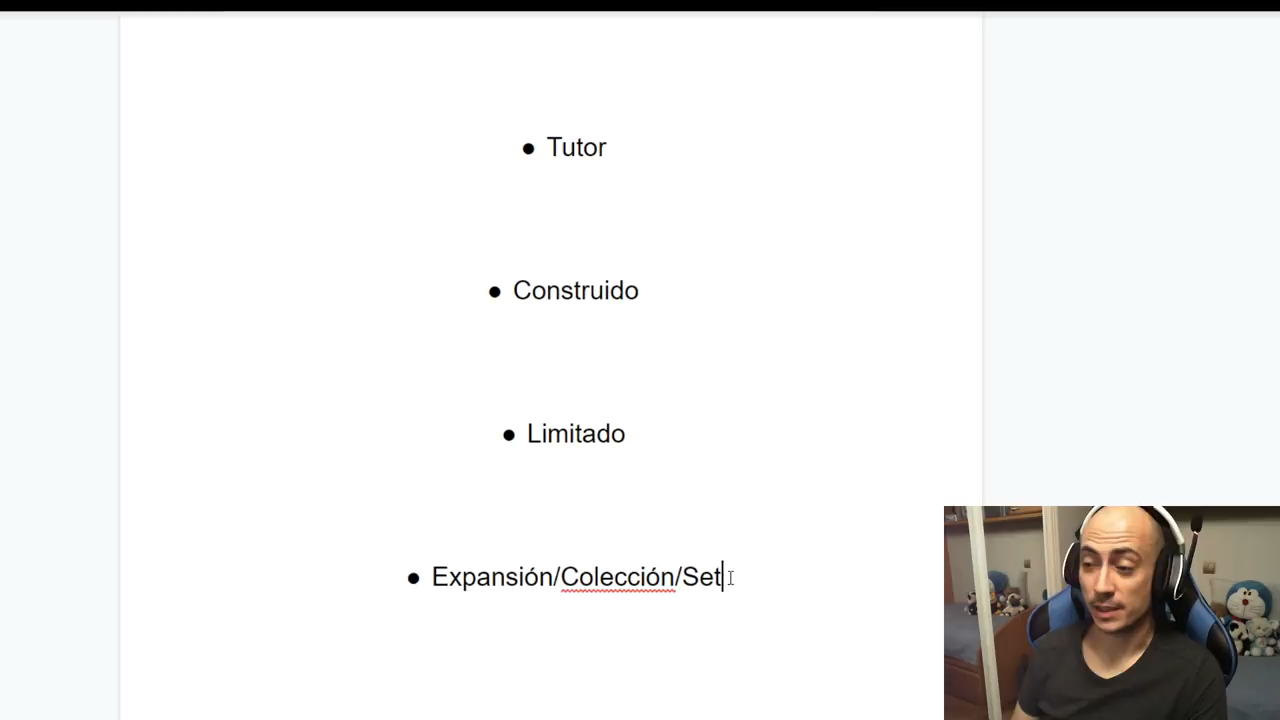 ● Tutor
● Construido
● Limitado
● Expansión/Colección/Set